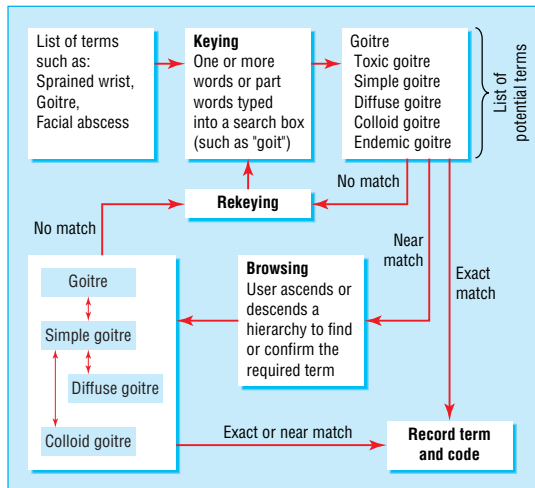 List of terms
such as:
Sprained wrist,
Goitre,
Facial abscess
Keying
One or more
words or part
words typed
into a search box
(such as "goit")
Goitre
Toxic goitre
Simple goitre
Diffuse goitre
Colloid goitre
Endemic goitre
List of
potential terms
No match
Rekeying
No match
Near
match
Exact
match
Browsing
User ascends or
descends a
hierarchy to find
or confirm the
required term
Goitre
Simple goitre
Diffuse goitre
Colloid goitre
Exact or near match
Record term
and code